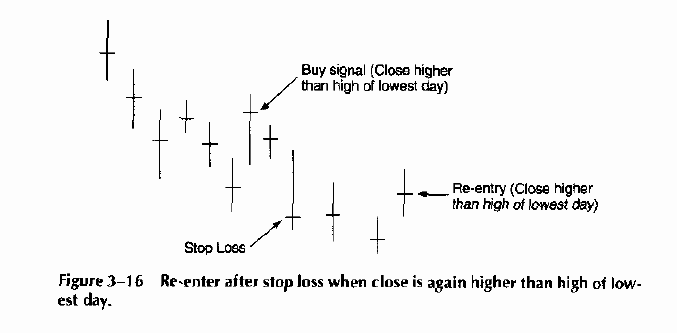 Buy signal (Close higher
than high of lowest day)
Re-entry (Close higher
than high of lowest day)
Stop Loss
Figure 3–16 Re-enter after stop loss when close is again higher than high of low-
est day.